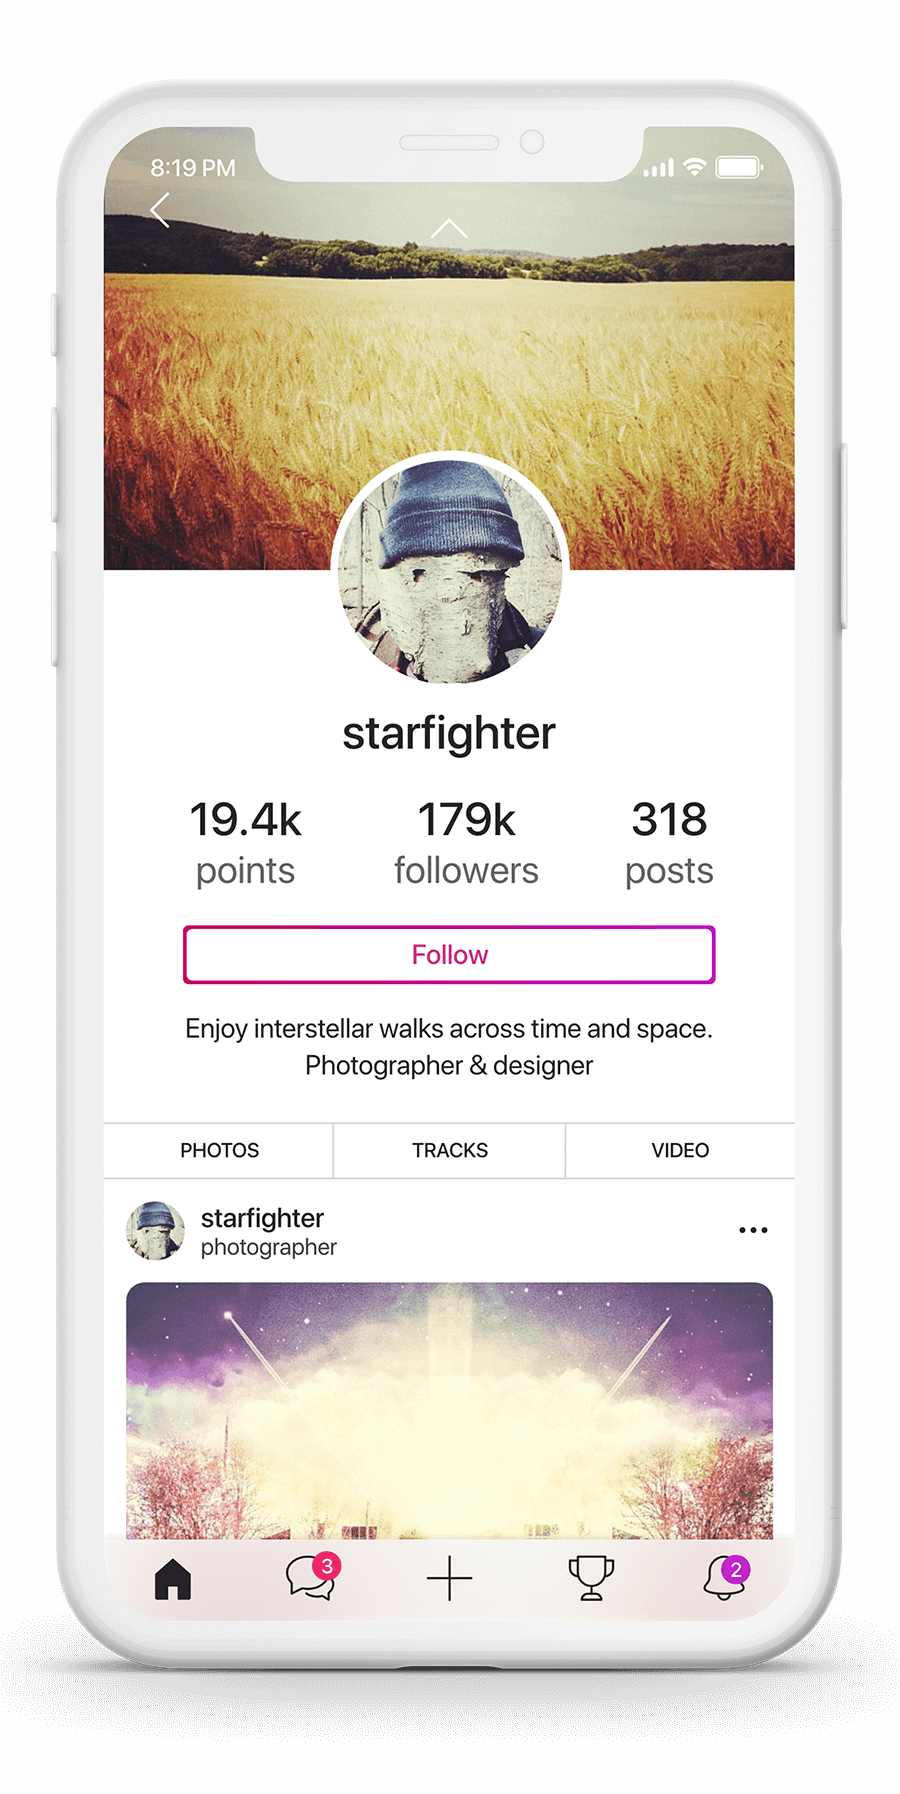 8:19 PM
starfighter
19.4k 179k 318
points followers posts
Follow
Enjoy interstellar walks across time and space.
Photographer & designer
PHOTOS TRACKS VIDEO
starfighter
photographer
3 2